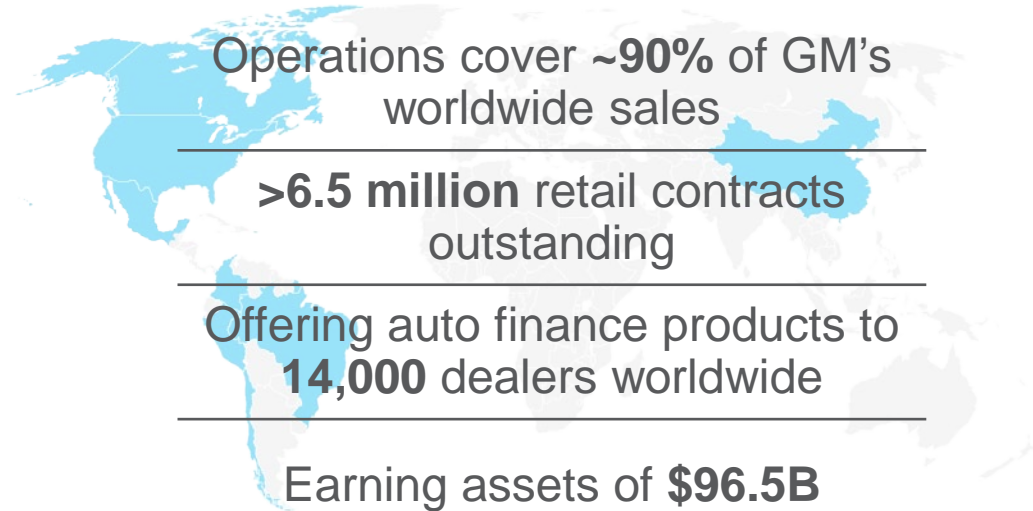 Operations cover ~90% of GM’s
worldwide sales
>6.5 million retail contracts
outstanding
Offering auto finance products to
14,000 dealers worldwide
Earning assets of $96.5B